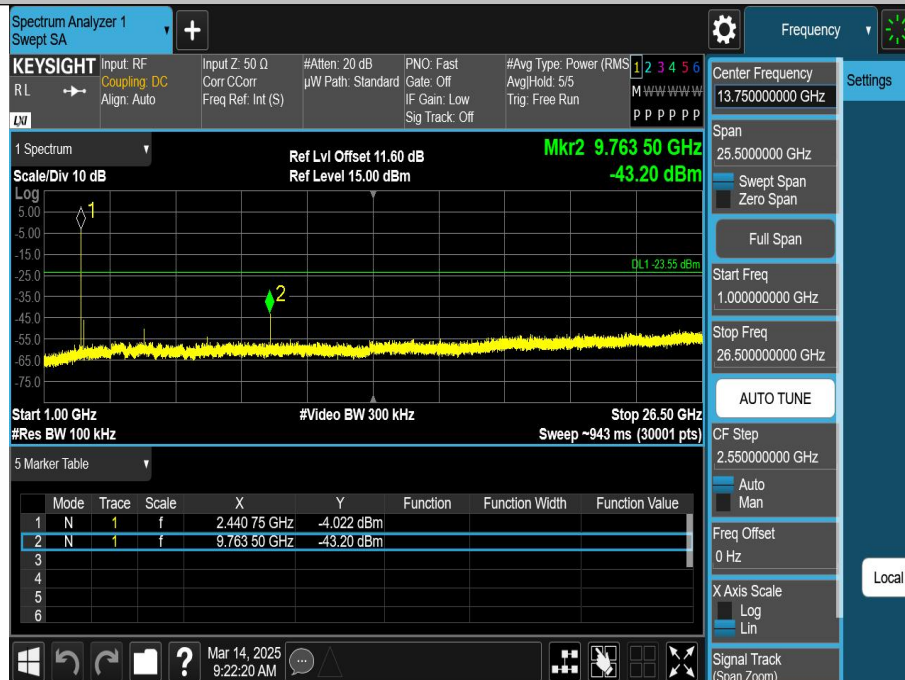 Spectrum Analyzer 1
Swept SA
+
Frequency
KEYSIGHT
RL
LXI
Input: RF
Coupling: DC
Align: Auto
Input Z: 50 Ω
Corr CCorr
Freq Ref: Int (S)
#Atten: 20 dB
µW Path: Standard
PNO: Fast
Gate: Off
IF Gain: Low
Sig Track: Off
#Avg Type: Power (RMS
Avg|Hold: 5/5
Trig: Free Run
1 2 3 4 5 6
M W W W W W
P P P P P P
1 Spectrum
Scale/Div 10 dB
Ref Lvl Offset 11.60 dB
Ref Level 15.00 dBm
Mkr2 9.763 50 GHz
-43.20 dBm
Log
5.00
-5.00
-15.0
-25.0
-35.0
-45.0
-55.0
-65.0
-75.0
1
2
DL1 -23.55 dBm
Start 1.00 GHz
#Video BW 300 kHz
Stop 26.50 GHz
#Res BW 100 kHz
Sweep ~943 ms (30001 pts)
5 Marker Table
Mode Trace Scale X Y Function Function Width Function Value
1 N 1 f 2.440 75 GHz -4.022 dBm
2 N 1 f 9.763 50 GHz -43.20 dBm
3
4
5
6
?
Mar 14, 2025
9:22:20 AM
Center Frequency
13.750000000 GHz
Settings
Span
25.5000000 GHz
Swept Span
Zero Span
Full Span
Start Freq
1.000000000 GHz
Stop Freq
26.500000000 GHz
AUTO TUNE
CF Step
2.550000000 GHz
Auto
Man
Freq Offset
0 Hz
Local
X Axis Scale
Log
Lin
Signal Track
(Span Zoom)